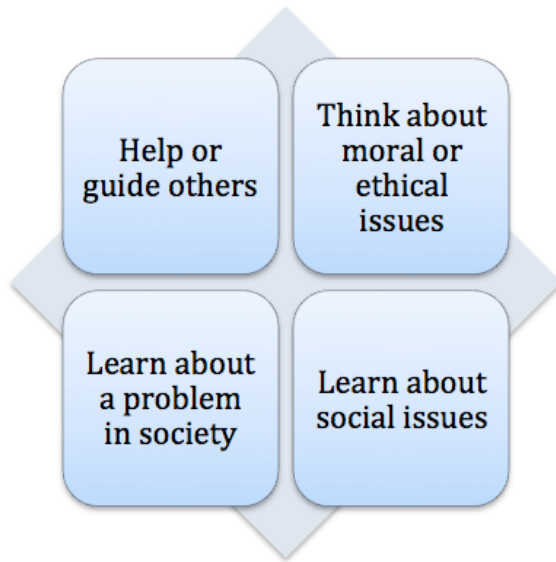 Help or
guide others
Think about
moral or
ethical
issues
Learn about
a problem
in society
Learn about
social issues